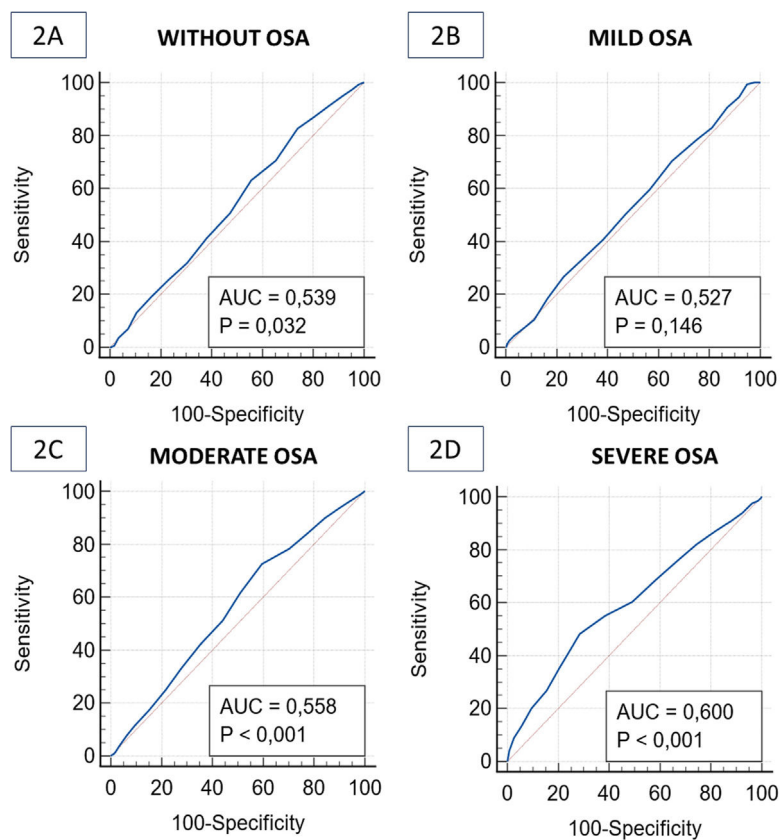 2A
WITHOUT OSA
100
80
60
40
20
0
Sensitivity
AUC = 0,539
P = 0,032
0 20 40 60 80 100
100-Specificity
2B
MILD OSA
100
80
60
40
20
0
Sensitivity
AUC = 0,527
P = 0,146
0 20 40 60 80 100
100-Specificity
2C
MODERATE OSA
100
80
60
40
20
0
Sensitivity
AUC = 0,558
P < 0,001
0 20 40 60 80 100
100-Specificity
2D
SEVERE OSA
100
80
60
40
20
0
Sensitivity
AUC = 0,600
P < 0,001
0 20 40 60 80 100
100-Specificity